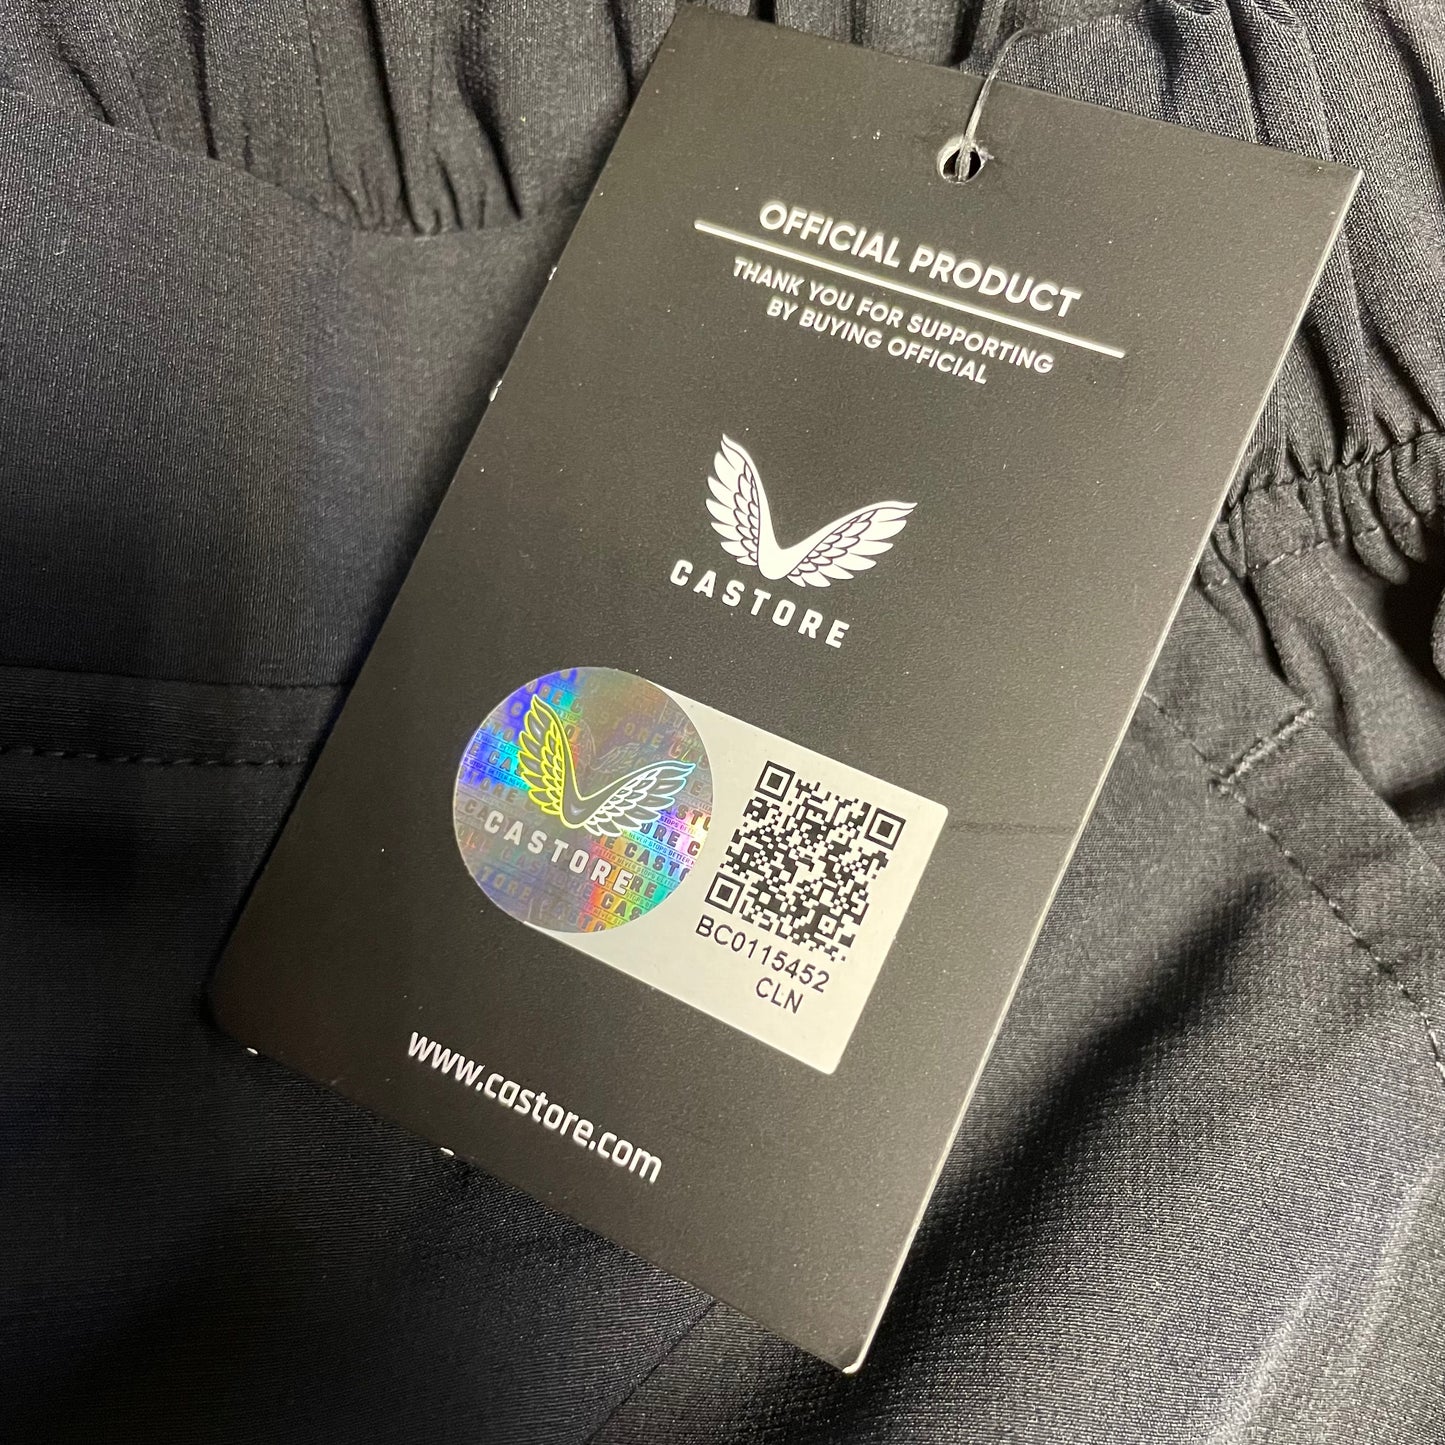 OFFICIAL PRODUCT
THANK YOU FOR SUPPORTING
BY BUYING OFFICIAL
CASTORE
CASTORE
BC0115452
CLN
www.castore.com